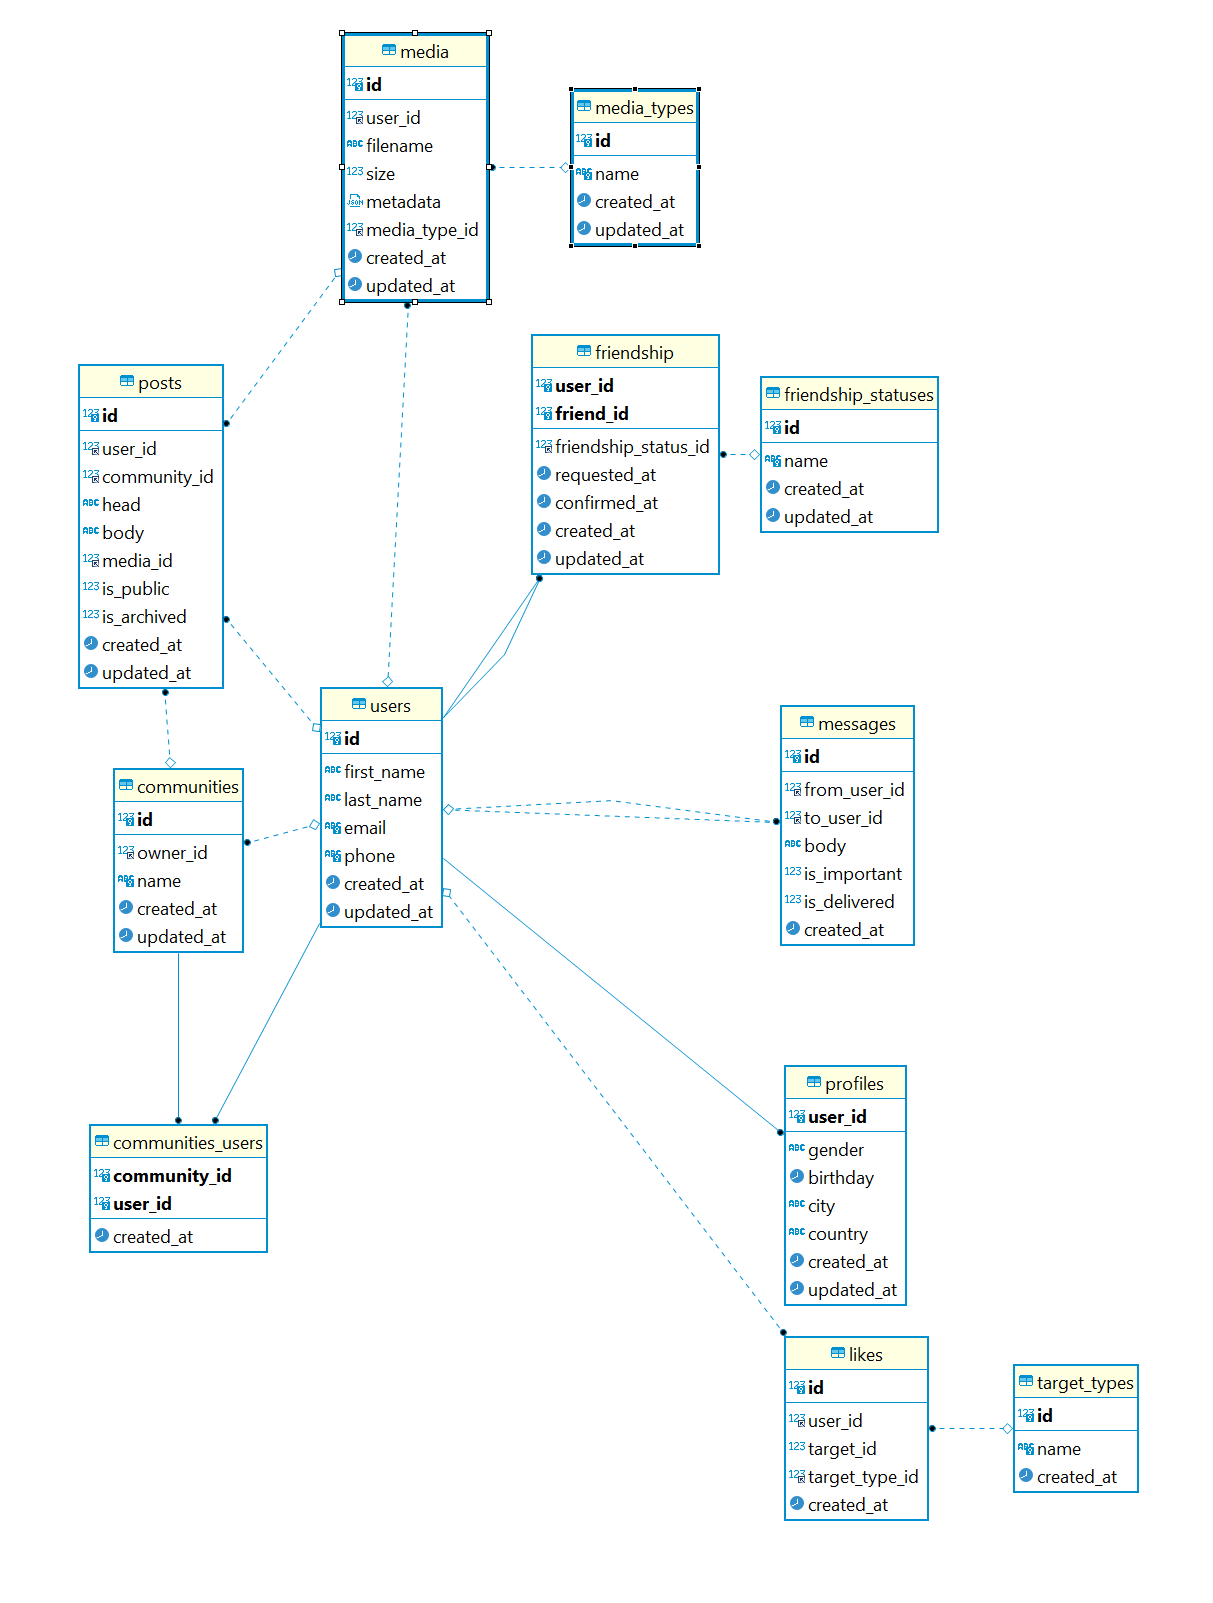 media
id
user_id
filename
size
metadata
media_type_id
created_at
updated_at
media_types
id
name
created_at
updated_at
friendship
user_id
friend_id
friendship_status_id
requested_at
confirmed_at
created_at
updated_at
friendship_statuses
id
name
created_at
updated_at
posts
id
user_id
community_id
head
body
media_id
is_public
is_archived
created_at
updated_at
users
id
first_name
last_name
email
phone
created_at
updated_at
messages
id
from_user_id
to_user_id
body
is_important
is_delivered
created_at
communities
id
owner_id
name
created_at
updated_at
communities_users
community_id
user_id
created_at
profiles
user_id
gender
birthday
city
country
created_at
updated_at
likes
id
user_id
target_id
target_type_id
created_at
target_types
id
name
created_at